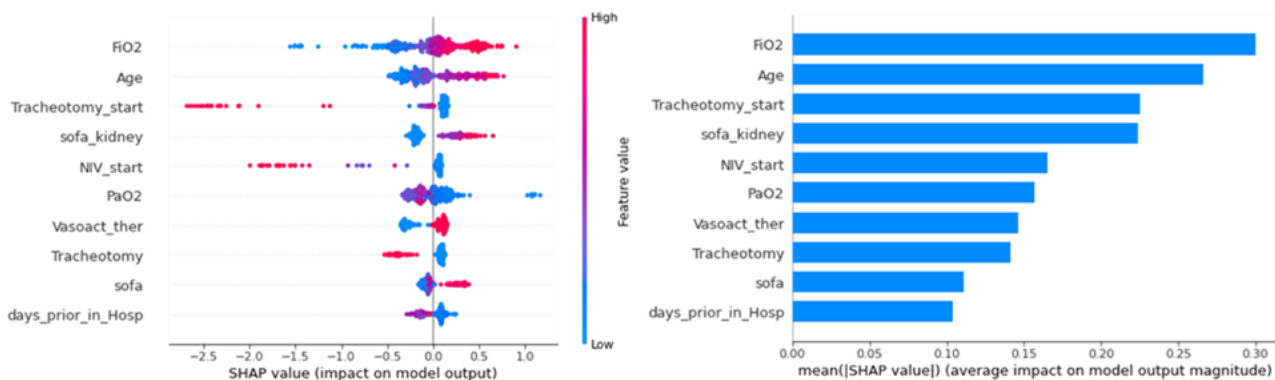 FiO2
Age
Tracheotomy_start
sofa_kidney
NIV_start
PaO2
Vasoact_ther
Tracheotomy
sofa
days_prior_in_Hosp
−2.5 −2.0 −1.5 −1.0 −0.5 0.0 0.5 1.0
SHAP value (impact on model output)
High
Feature value
Low
FiO2
Age
Tracheotomy_start
sofa_kidney
NIV_start
PaO2
Vasoact_ther
Tracheotomy
sofa
days_prior_in_Hosp
0.00 0.05 0.10 0.15 0.20 0.25 0.30
mean(|SHAP value|) (average impact on model output magnitude)